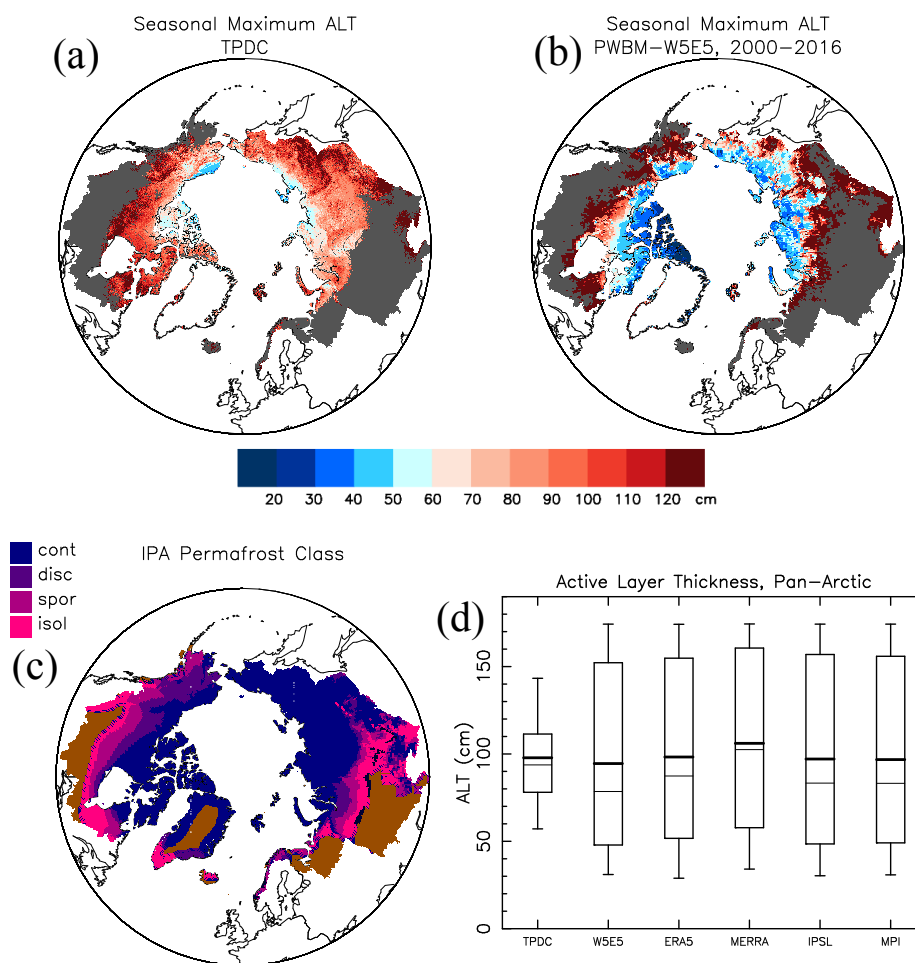 Seasonal Maximum ALT
TPDC
(a)
Seasonal Maximum ALT
PWBM-W5E5, 2000-2016
(b)
20 30 40 50 60 70 80 90 100 110 120 cm
cont
disc
spor
isol
IPA Permafrost Class
(c)
(d)
Active Layer Thickness, Pan-Arctic
ALT (cm)
150
100
50
0
TPDC W5E5 ERA5 MERRA IPSL MPI